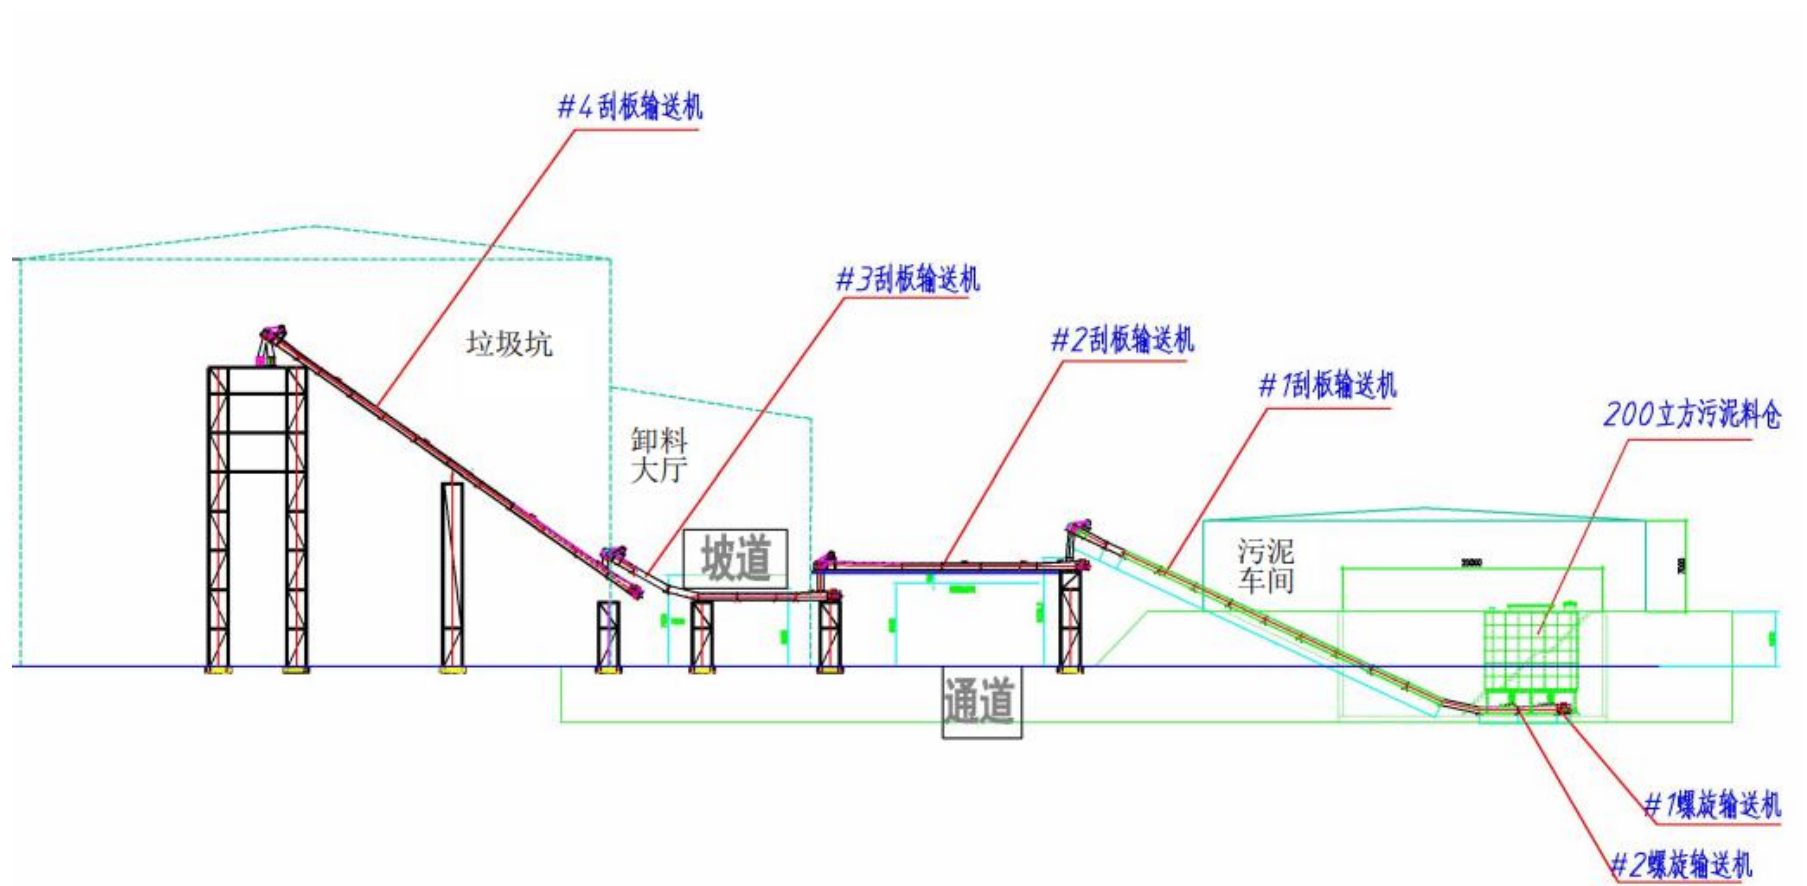 #4刮板输送机
#3刮板输送机
垃圾坑
#2刮板输送机
#1刮板输送机
200立方污泥料仓
卸料
大厅
坡道
污泥
车间
通道
#1螺旋输送机
#2螺旋输送机